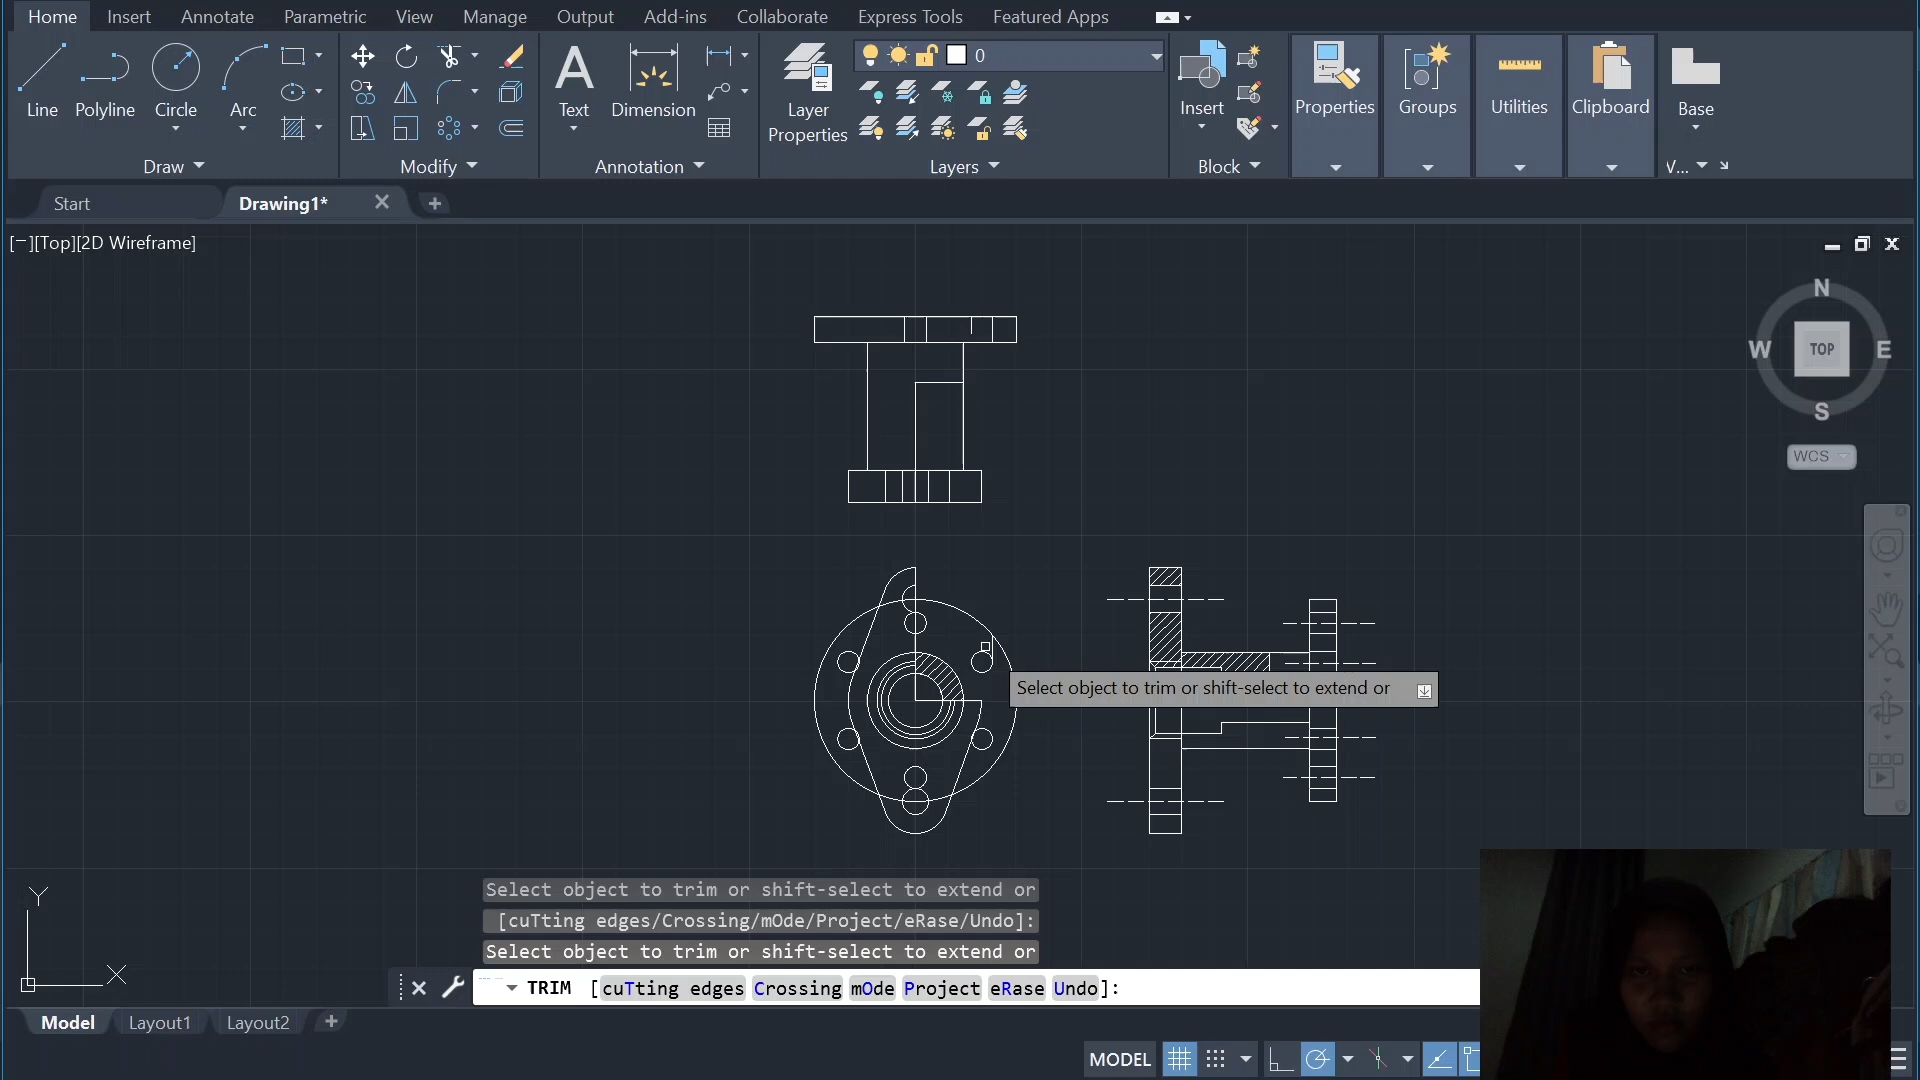 Home Insert Annotate Parametric View Manage Output Add-ins Collaborate Express Tools Featured Apps
Line Polyline Circle Arc
Text Dimension
Layer Properties
0
Insert
Properties Groups Utilities Clipboard Base
Draw Modify Annotation Layers Block V...
Start Drawing1*
[−][Top][2D Wireframe]
N
W TOP E
S
WCS
Select object to trim or shift-select to extend or
Select object to trim or shift-select to extend or
[cuTting edges/Crossing/mOde/Project/eRase/Undo]:
Select object to trim or shift-select to extend or
Y
X
TRIM [cuTting edges Crossing mOde Project eRase Undo]:
Model Layout1 Layout2
MODEL